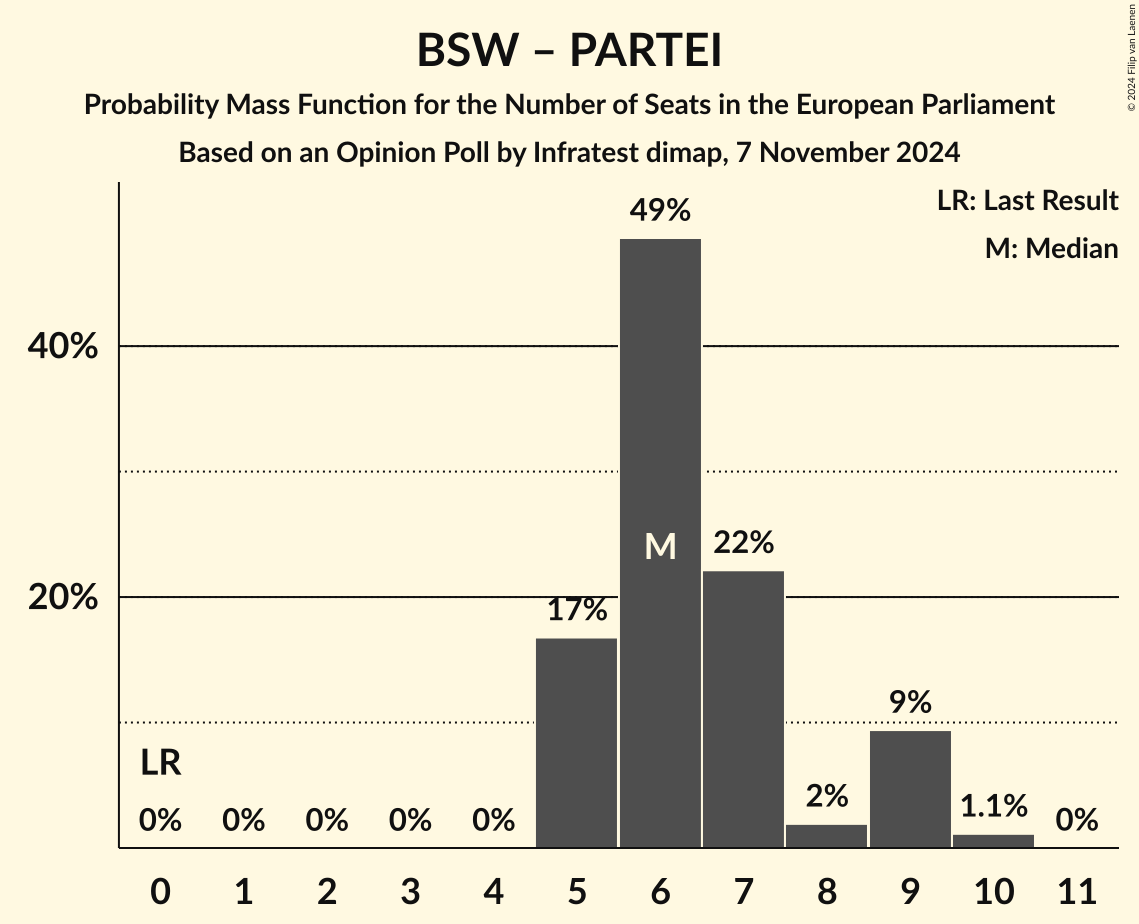 BSW – PARTEI
Probability Mass Function for the Number of Seats in the European Parliament
Based on an Opinion Poll by Infratest dimap, 7 November 2024
© 2024 Filip van Laenen
LR: Last Result
M: Median
49%
40%
M
22%
20%
17%
9%
LR
2%
1.1%
0% 0% 0% 0% 0% 0%
0 1 2 3 4 5 6 7 8 9 10 11